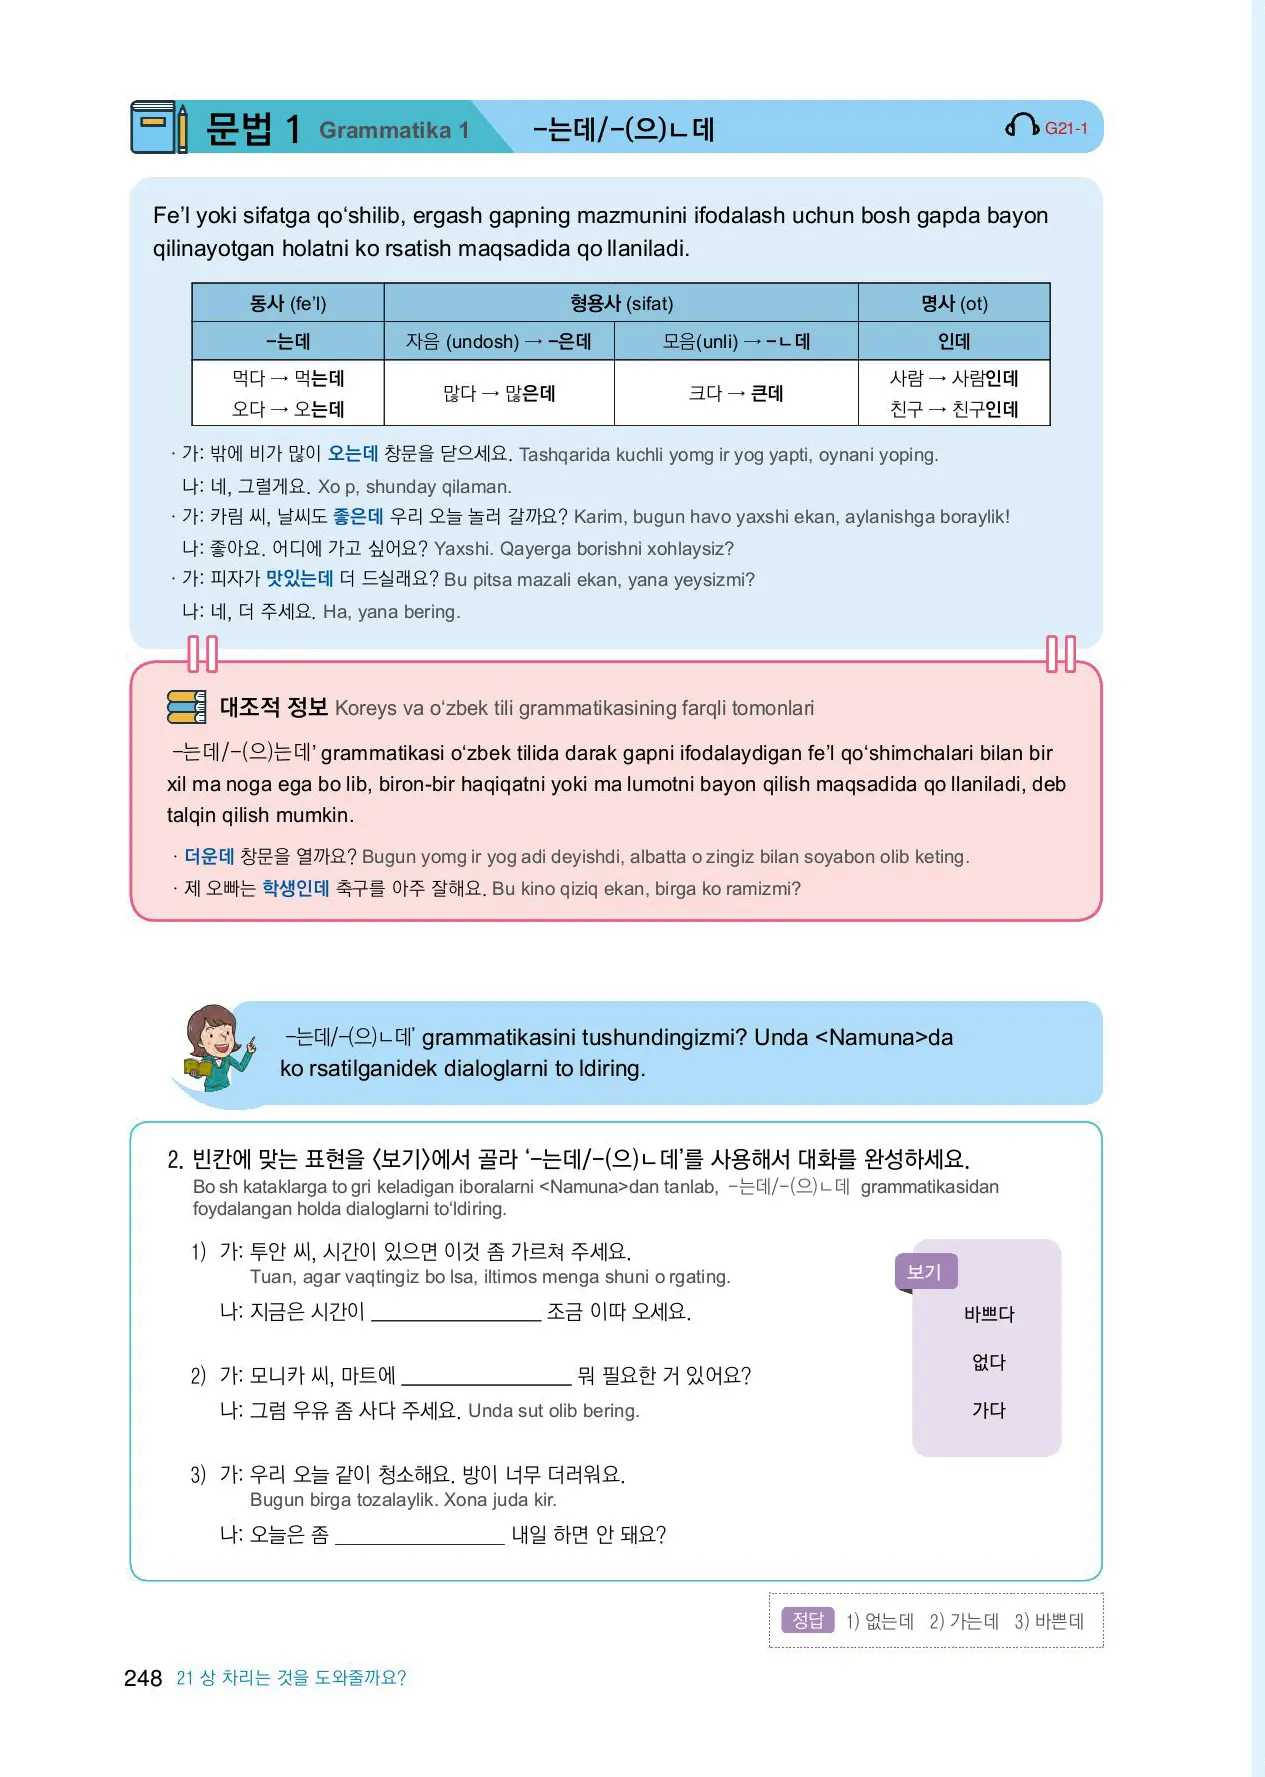 문법 1 Grammatika 1 -는데/-(으)ㄴ데 G21-1
Fe’l yoki sifatga qo‘shilib, ergash gapning mazmunini ifodalash uchun bosh gapda bayon
qilinayotgan holatni ko rsatish maqsadida qo llaniladi.
동사 (fe’l) 형용사 (sifat) 명사 (ot)
-는데 자음 (undosh) → -은데 모음(unli) → -ㄴ데 인데
먹다 → 먹는데 많다 → 많은데 크다 → 큰데 사람 → 사람인데
오다 → 오는데 친구 → 친구인데
· 가: 밖에 비가 많이 오는데 창문을 닫으세요. Tashqarida kuchli yomg ir yog yapti, oynani yoping.
나: 네, 그럴게요. Xo p, shunday qilaman.
· 가: 카림 씨, 날씨도 좋은데 우리 오늘 놀러 갈까요? Karim, bugun havo yaxshi ekan, aylanishga boraylik!
나: 좋아요. 어디에 가고 싶어요? Yaxshi. Qayerga borishni xohlaysiz?
· 가: 피자가 맛있는데 더 드실래요? Bu pitsa mazali ekan, yana yeysizmi?
나: 네, 더 주세요. Ha, yana bering.
대조적 정보 Koreys va o‘zbek tili grammatikasining farqli tomonlari
-는데/-(으)는데’ grammatikasi o‘zbek tilida darak gapni ifodalaydigan fe’l qo‘shimchalari bilan bir
xil ma noga ega bo lib, biron-bir haqiqatni yoki ma lumotni bayon qilish maqsadida qo llaniladi, deb
talqin qilish mumkin.
· 더운데 창문을 열까요? Bugun yomg ir yog adi deyishdi, albatta o zingiz bilan soyabon olib keting.
· 제 오빠는 학생인데 축구를 아주 잘해요. Bu kino qiziq ekan, birga ko ramizmi?
-는데/-(으)ㄴ데’ grammatikasini tushundingizmi? Unda <Namuna>da
ko rsatilganidek dialoglarni to ldiring.
2. 빈칸에 맞는 표현을 <보기>에서 골라 ‘-는데/-(으)ㄴ데’를 사용해서 대화를 완성하세요.
Bo sh kataklarga to gri keladigan iboralarni <Namuna>dan tanlab, -는데/-(으)ㄴ데 grammatikasidan
foydalangan holda dialoglarni to‘ldiring.
1) 가: 투안 씨, 시간이 있으면 이것 좀 가르쳐 주세요.
Tuan, agar vaqtingiz bo lsa, iltimos menga shuni o rgating.
나: 지금은 시간이 ________________ 조금 이따 오세요.
2) 가: 모니카 씨, 마트에 ________________ 뭐 필요한 거 있어요?
나: 그럼 우유 좀 사다 주세요. Unda sut olib bering.
3) 가: 우리 오늘 같이 청소해요. 방이 너무 더러워요.
Bugun birga tozalaylik. Xona juda kir.
나: 오늘은 좀 ________________ 내일 하면 안 돼요?
보기
바쁘다
없다
가다
정답 1) 없는데 2) 가는데 3) 바쁜데
248 21 상 차리는 것을 도와줄까요?